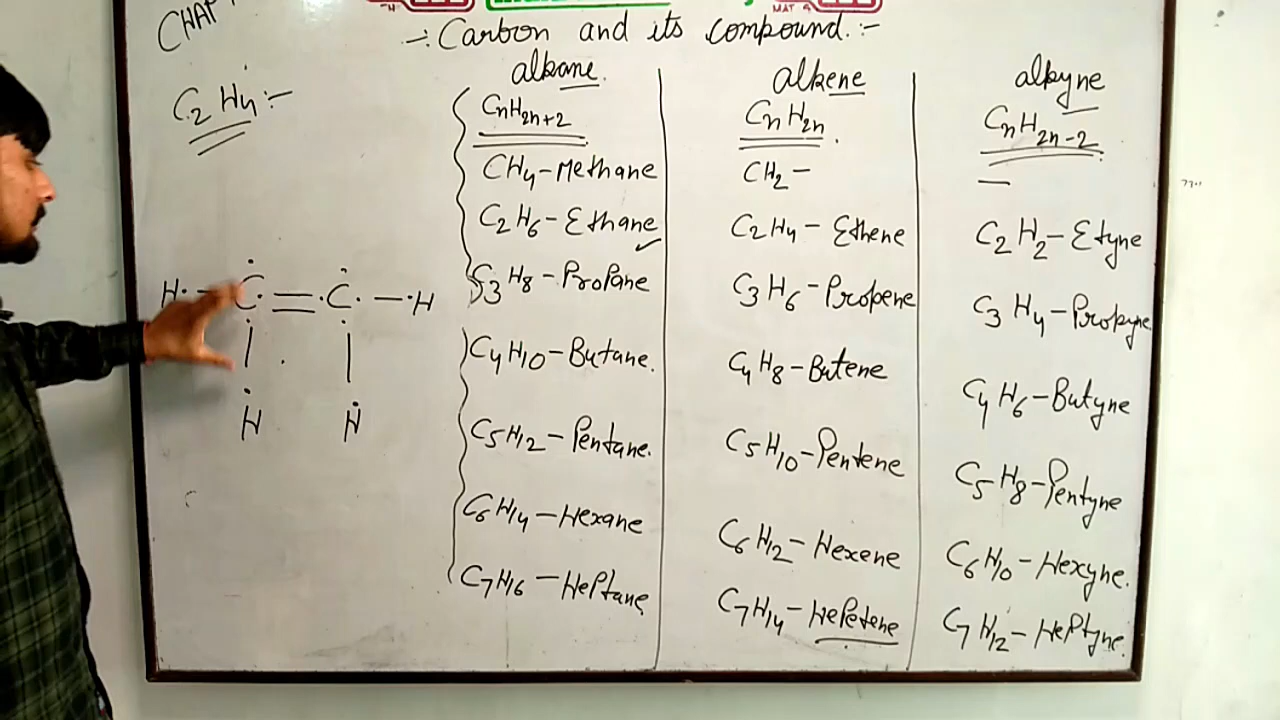 CHAP
-: Carbon and its compound :-
C2H4 :-
H. - C = C - H
H H
alkane.
CnH2n+2
CH4 - Methane
C2H6 - Ethane
C3H8 - Propane
C4H10 - Butane.
C5H12 - Pentane.
C6H14 - Hexane
C7H16 - Heptane
alkene
CnH2n.
CH2 -
C2H4 - Ethene
C3H6 - Propene
C4H8 - Butene
C5H10 - Pentene
C6H12 - Hexene
C7H14 - Hepetene
alkyne
CnH2n-2
-
C2H2 - Etyne
C3H4 - Propyne
C4H6 - Butyne
C5H8 - Pentyne
C6H10 - Hexyne.
C7H12 - Heptyne.